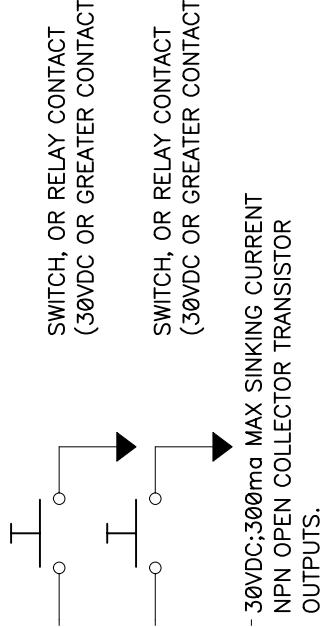 SWITCH, OR RELAY CONTACT
(30VDC OR GREATER CONTACT
SWITCH, OR RELAY CONTACT
(30VDC OR GREATER CONTACT
30VDC;300ma MAX SINKING CURRENT
NPN OPEN COLLECTOR TRANSISTOR
OUTPUTS.